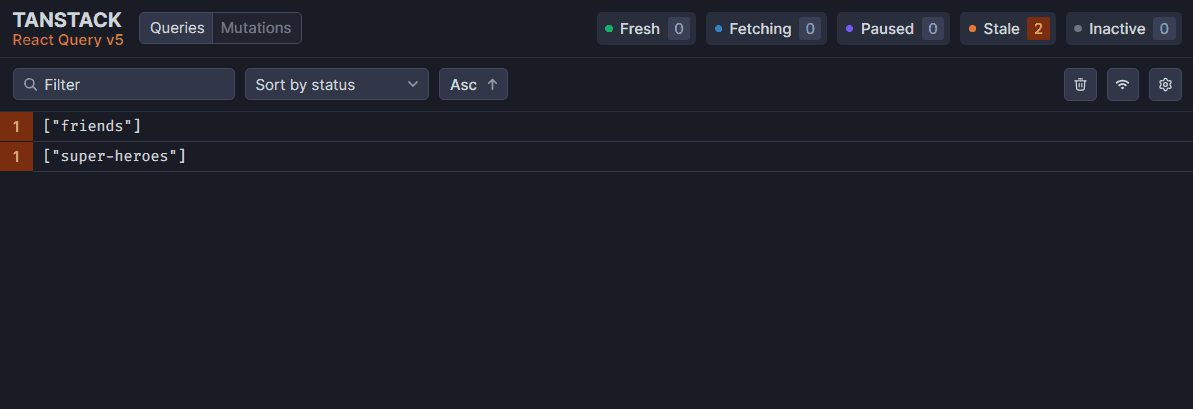 TANSTACK
React Query v5
Queries Mutations
Fresh 0 Fetching 0 Paused 0 Stale 2 Inactive 0
Filter Sort by status Asc ↑
1 ["friends"]
1 ["super-heroes"]